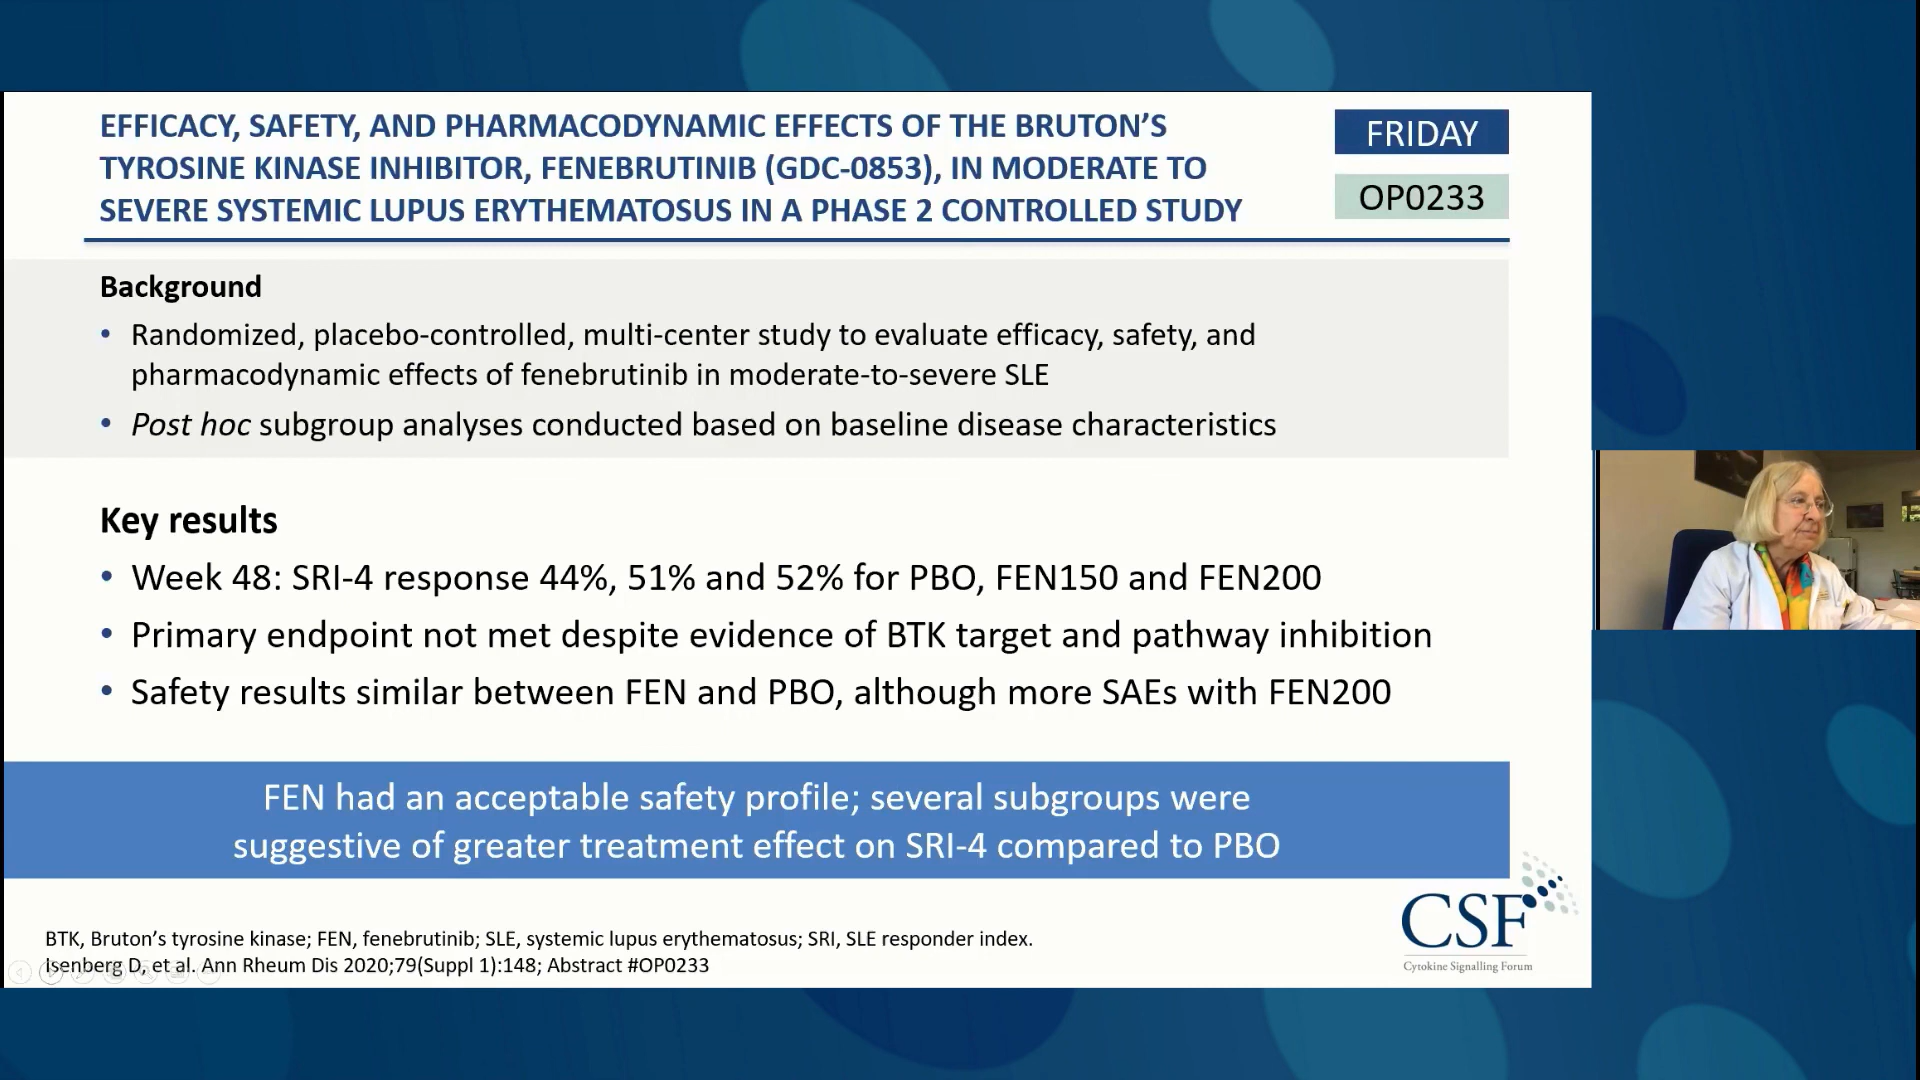 EFFICACY, SAFETY, AND PHARMACODYNAMIC EFFECTS OF THE BRUTON’S
TYROSINE KINASE INHIBITOR, FENEBRUTINIB (GDC-0853), IN MODERATE TO
SEVERE SYSTEMIC LUPUS ERYTHEMATOSUS IN A PHASE 2 CONTROLLED STUDY
FRIDAY
OP0233
Background
• Randomized, placebo-controlled, multi-center study to evaluate efficacy, safety, and
pharmacodynamic effects of fenebrutinib in moderate-to-severe SLE
• Post hoc subgroup analyses conducted based on baseline disease characteristics
Key results
• Week 48: SRI-4 response 44%, 51% and 52% for PBO, FEN150 and FEN200
• Primary endpoint not met despite evidence of BTK target and pathway inhibition
• Safety results similar between FEN and PBO, although more SAEs with FEN200
FEN had an acceptable safety profile; several subgroups were
suggestive of greater treatment effect on SRI-4 compared to PBO
BTK, Bruton’s tyrosine kinase; FEN, fenebrutinib; SLE, systemic lupus erythematosus; SRI, SLE responder index.
Isenberg D, et al. Ann Rheum Dis 2020;79(Suppl 1):148; Abstract #OP0233
CSF
Cytokine Signalling Forum